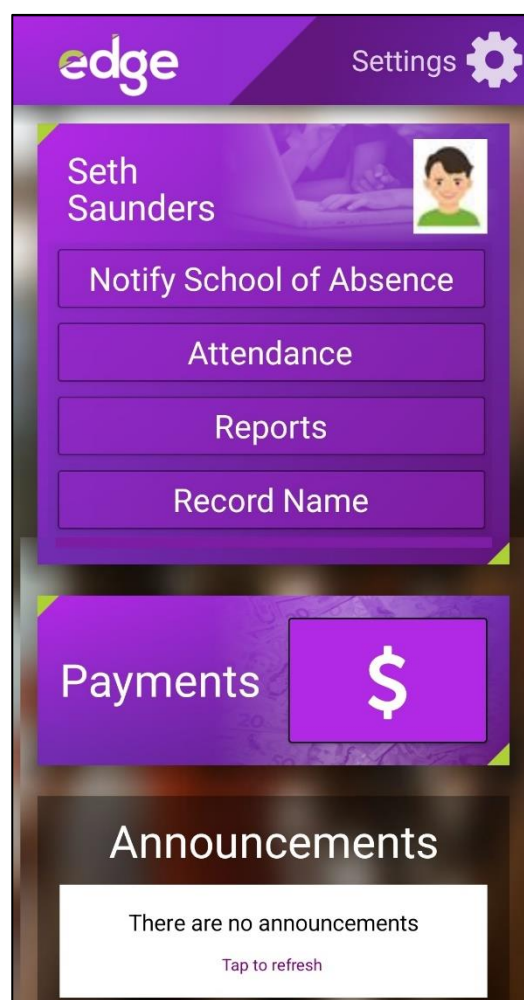 edge
Settings
Seth
Saunders
Notify School of Absence
Attendance
Reports
Record Name
Payments
$
Announcements
There are no announcements
Tap to refresh